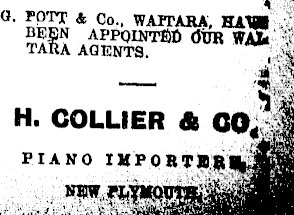 G. POTT & Co., WAITARA, HAVE
BEEN APPOINTED OUR WAI-
TARA AGENTS.
H. COLLIER & CO.
PIANO IMPORTERS,
NEW PLYMOUTH.